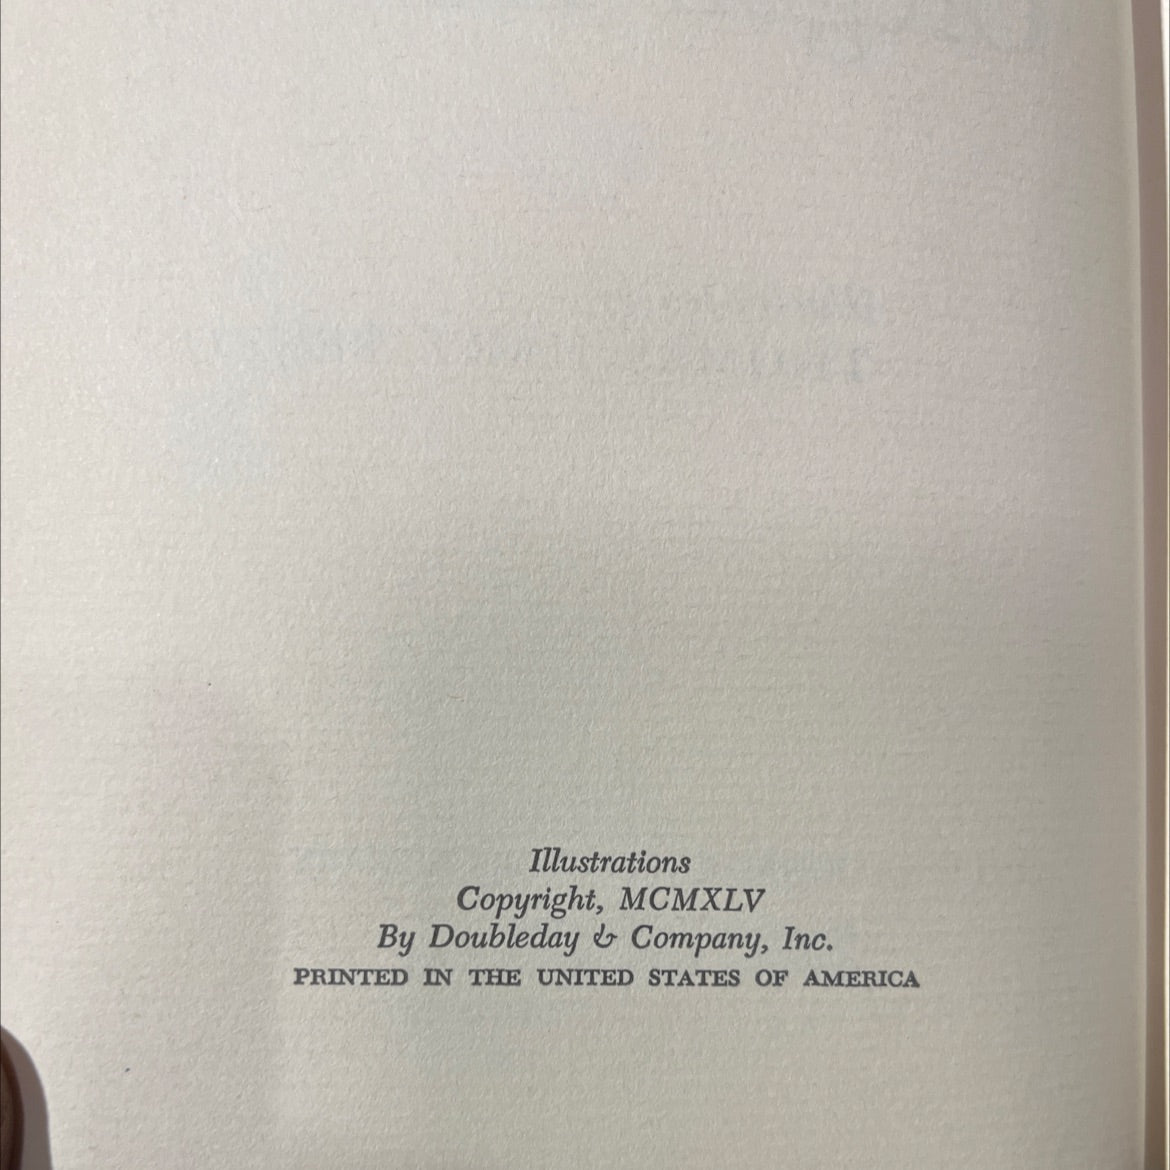 Illustrations
Copyright, MCMXLV
By Doubleday & Company, Inc.
PRINTED IN THE UNITED STATES OF AMERICA